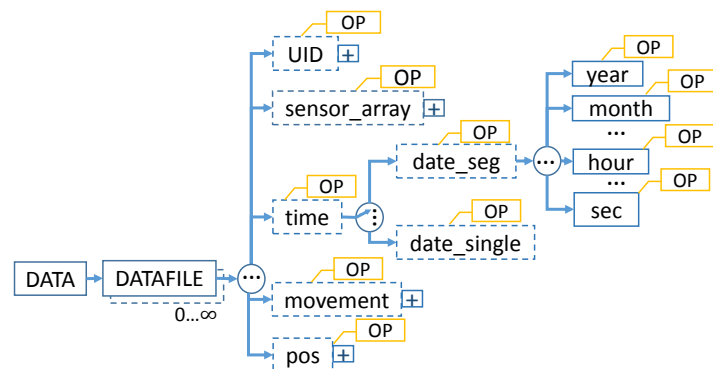 OP
UID
+
OP
sensor_array
+
OP
time
OP
date_seg
...
OP
year
OP
month
...
OP
hour
...
OP
sec
OP
date_single
DATA
DATAFILE
0...∞
...
...
OP
movement
+
OP
pos
+